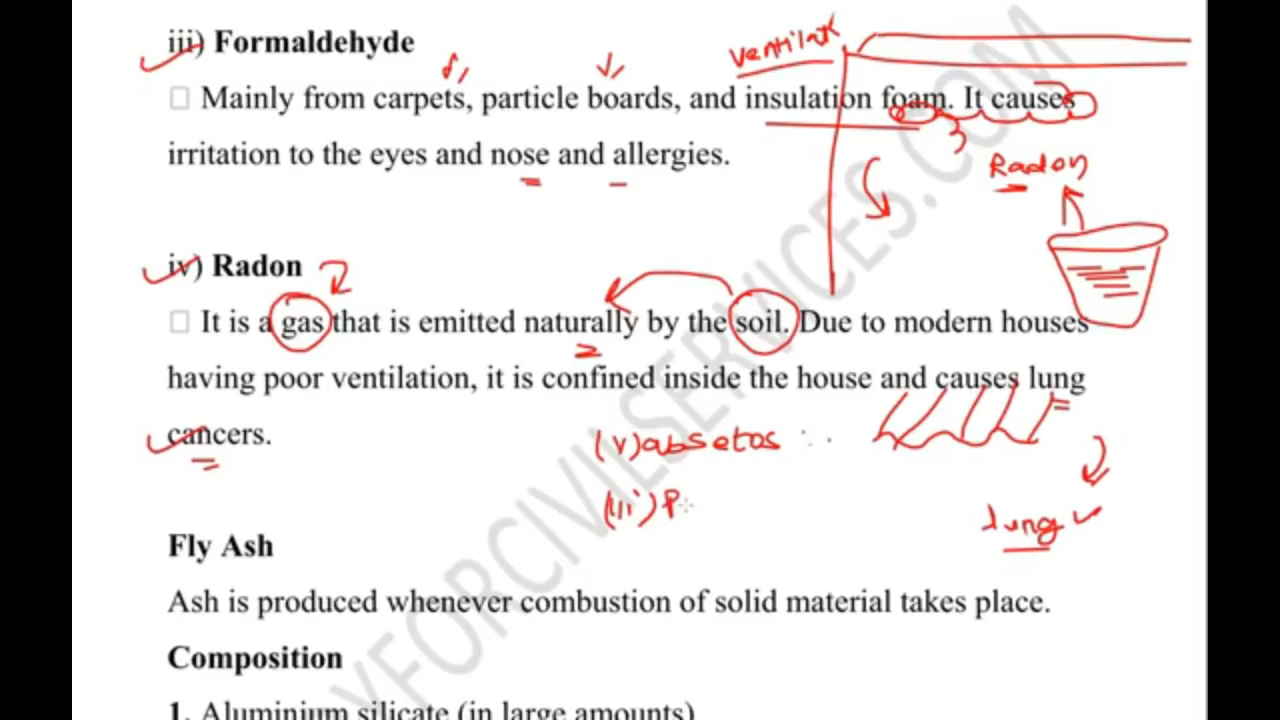 iii) Formaldehyde
ventilat
Mainly from carpets, particle boards, and insulation foam. It causes
irritation to the eyes and nose and allergies.
Radon
iv) Radon
It is a gas that is emitted naturally by the soil. Due to modern houses
having poor ventilation, it is confined inside the house and causes lung
cancers.
(v) absetos
(iii) P
lung
Fly Ash
Ash is produced whenever combustion of solid material takes place.
Composition
1. Aluminium silicate (in large amounts)
YFORCIVILSERVICES.COM